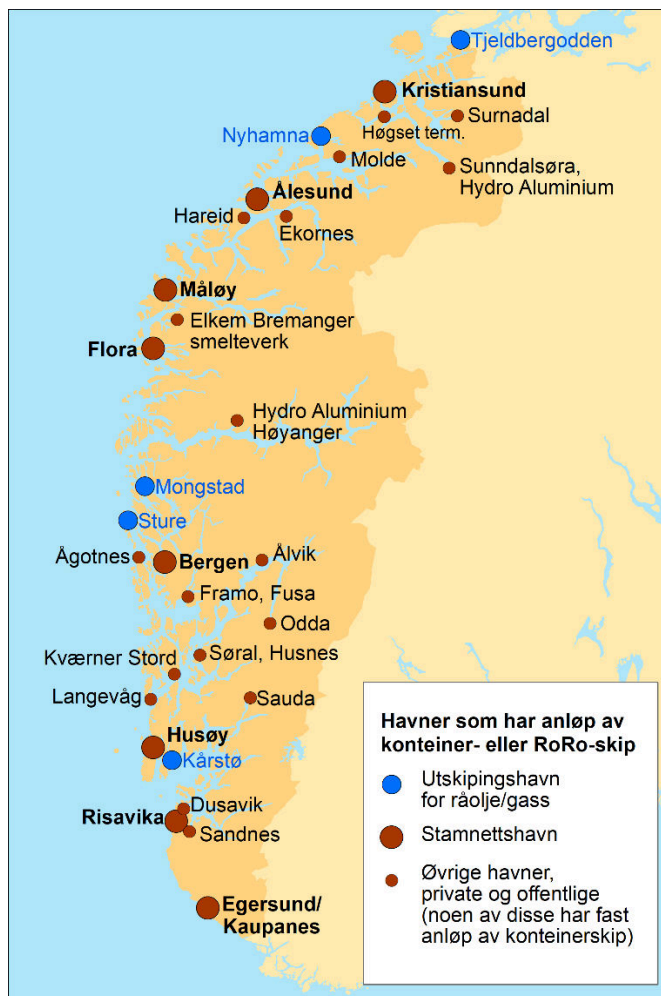 Tjeldbergodden
Kristiansund
Surnadal
Høgset term.
Nyhamna
Molde
Sunndalsøra,
Hydro Aluminium
Ålesund
Hareid
Ekornes
Måløy
Elkem Bremanger
smelteverk
Flora
Hydro Aluminium
Høyanger
Mongstad
Sture
Ågotnes
Bergen
Ålvik
Framo, Fusa
Odda
Søral, Husnes
Kværner Stord
Langevåg
Sauda
Husøy
Kårstø
Dusavik
Risavika
Sandnes
Egersund/
Kaupanes
Havner som har anløp av
konteiner- eller RoRo-skip
Utskipingshavn
for råolje/gass
Stamnettshavn
Øvrige havner,
private og offentlige
(noen av disse har fast
anløp av konteinerskip)